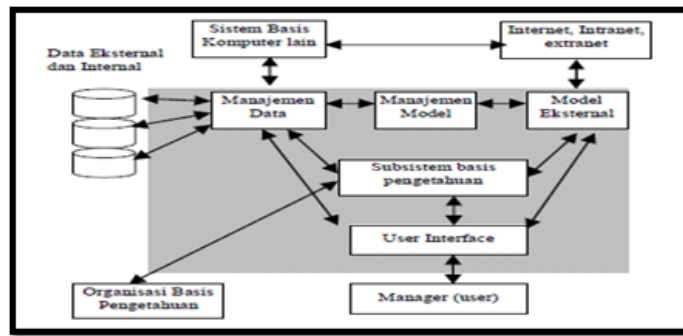 Sistem Basis
Komputer lain
Internet, Intranet,
extranet
Data Eksternal
dan Internal
Manajemen
Data
Manajemen
Model
Model
Eksternal
Subsistem basis
pengetahuan
User Interface
Organisasi Basis
Pengetahuan
Manager (user)